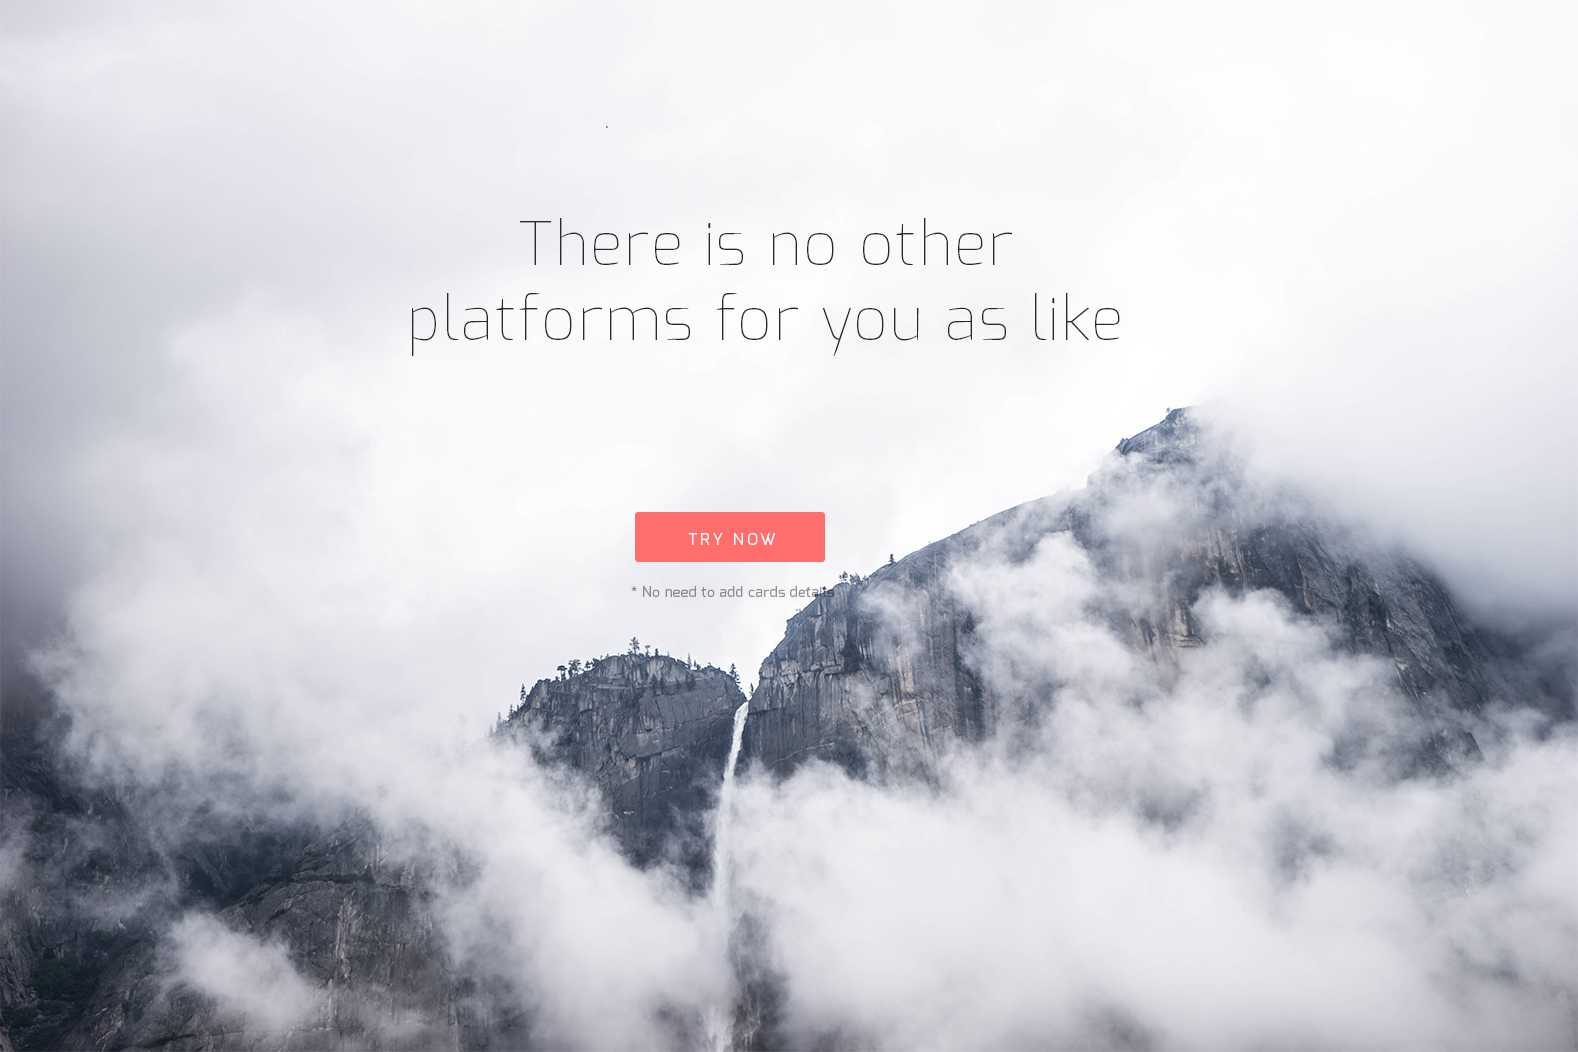 There is no other
platforms for you as like
TRY NOW
* No need to add cards details